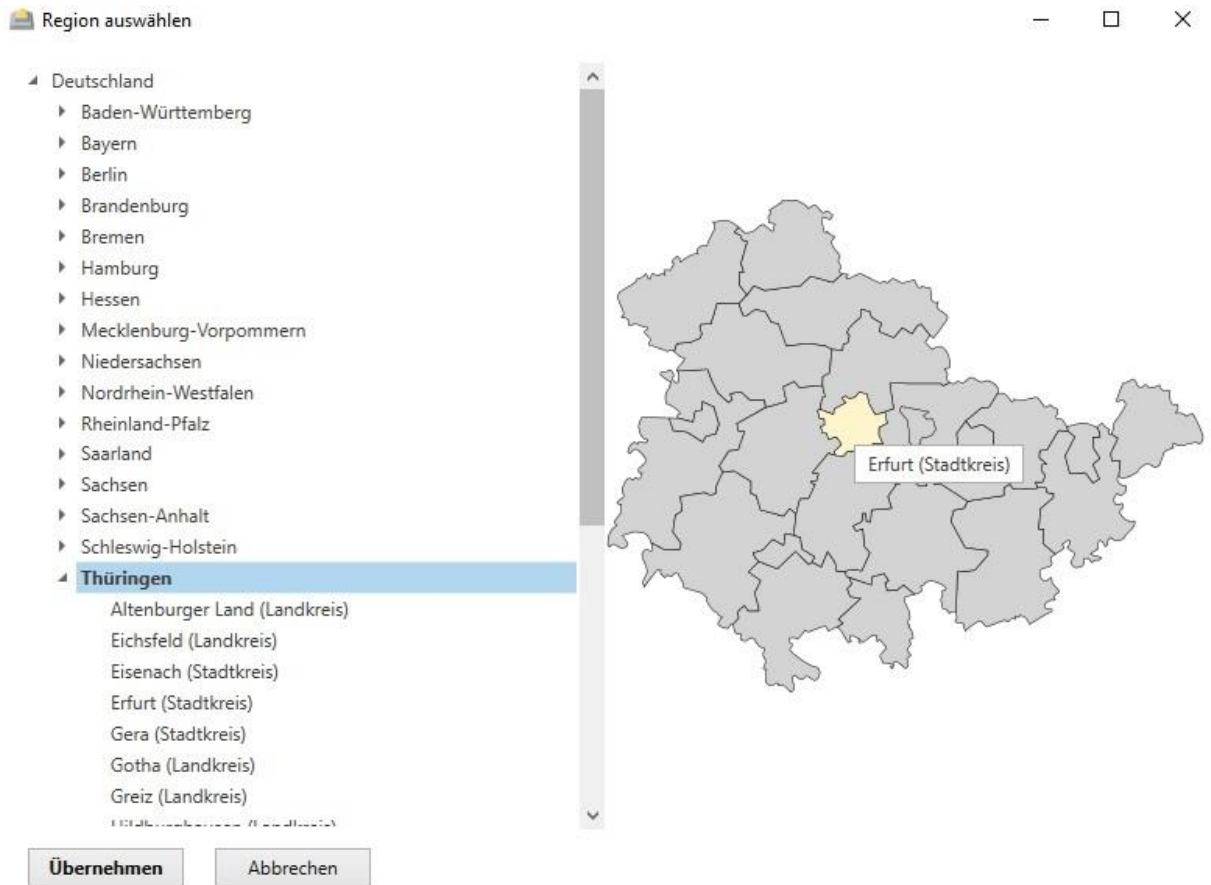 Region auswählen
Deutschland
Baden-Württemberg
Bayern
Berlin
Brandenburg
Bremen
Hamburg
Hessen
Mecklenburg-Vorpommern
Niedersachsen
Nordrhein-Westfalen
Rheinland-Pfalz
Saarland
Sachsen
Sachsen-Anhalt
Schleswig-Holstein
Thüringen
Altenburger Land (Landkreis)
Eichsfeld (Landkreis)
Eisenach (Stadtkreis)
Erfurt (Stadtkreis)
Gera (Stadtkreis)
Gotha (Landkreis)
Greiz (Landkreis)
Erfurt (Stadtkreis)
Übernehmen
Abbrechen